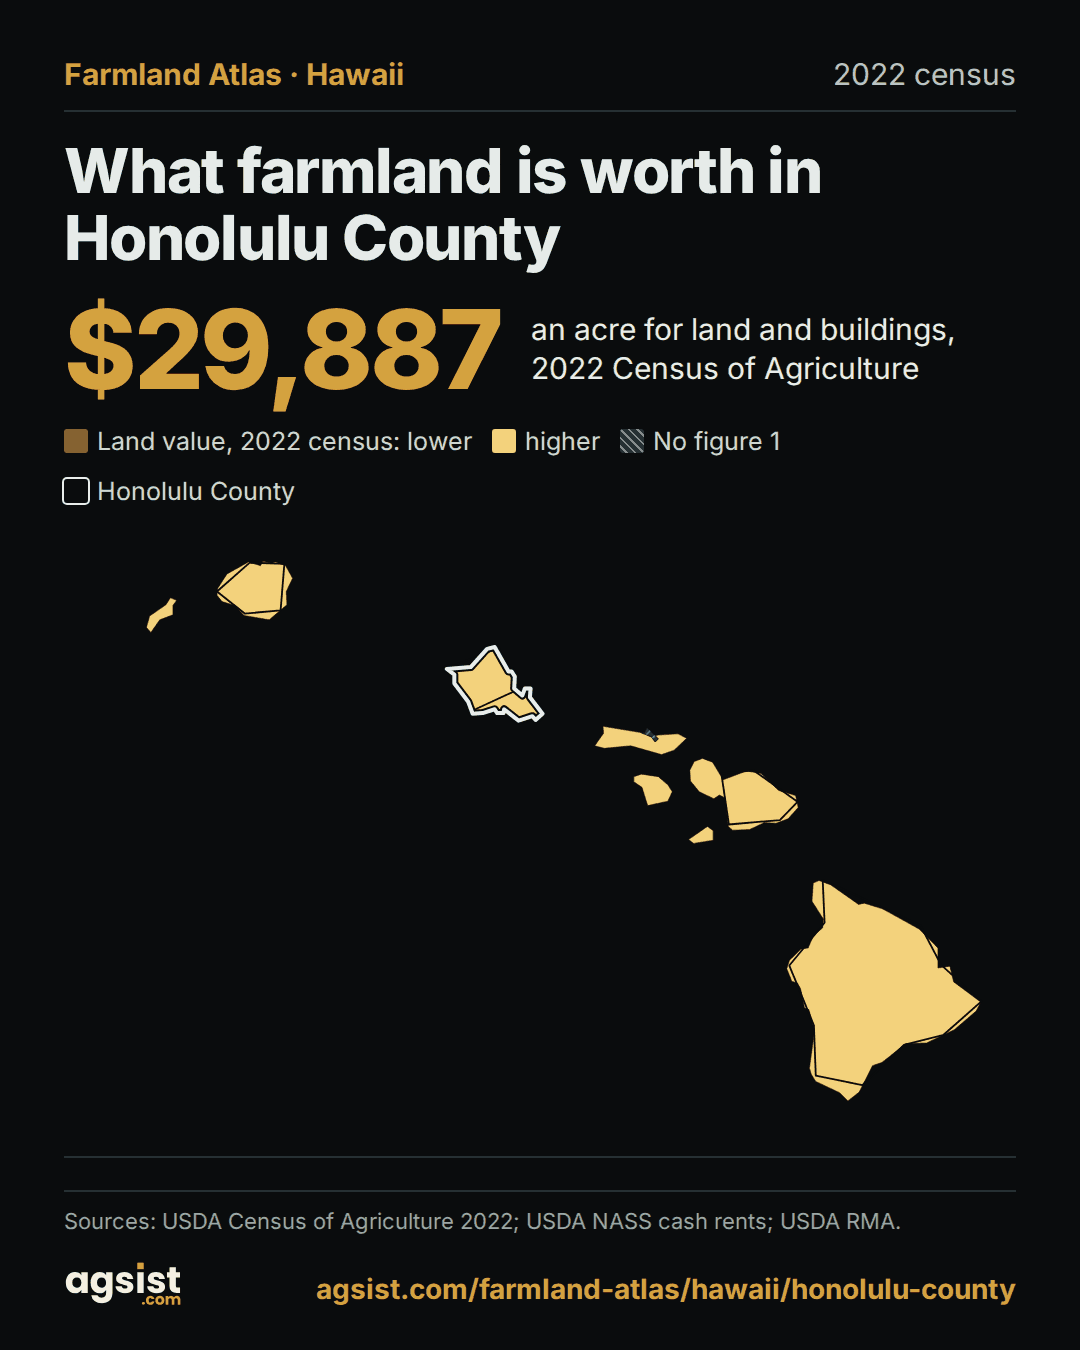 Farmland Atlas · Hawaii
2022 census
What farmland is worth in
Honolulu County
$29,887
an acre for land and buildings,
2022 Census of Agriculture
Land value, 2022 census: lower
higher
No figure 1
Honolulu County
Sources: USDA Census of Agriculture 2022; USDA NASS cash rents; USDA RMA.
agsist
.com
agsist.com/farmland-atlas/hawaii/honolulu-county